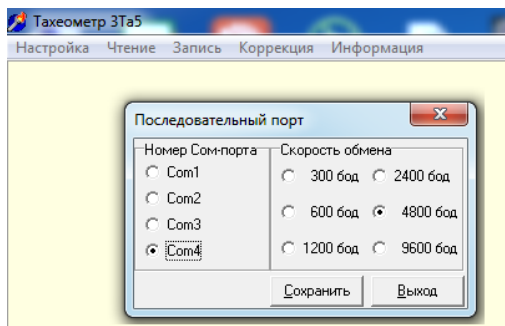 Тахеометр 3Та5
Настройка Чтение Запись Коррекция Информация
Последовательный порт
Номер Com-порта
Com1
Com2
Com3
Com4
Скорость обмена
300 бод 2400 бод
600 бод 4800 бод
1200 бод 9600 бод
Сохранить Выход